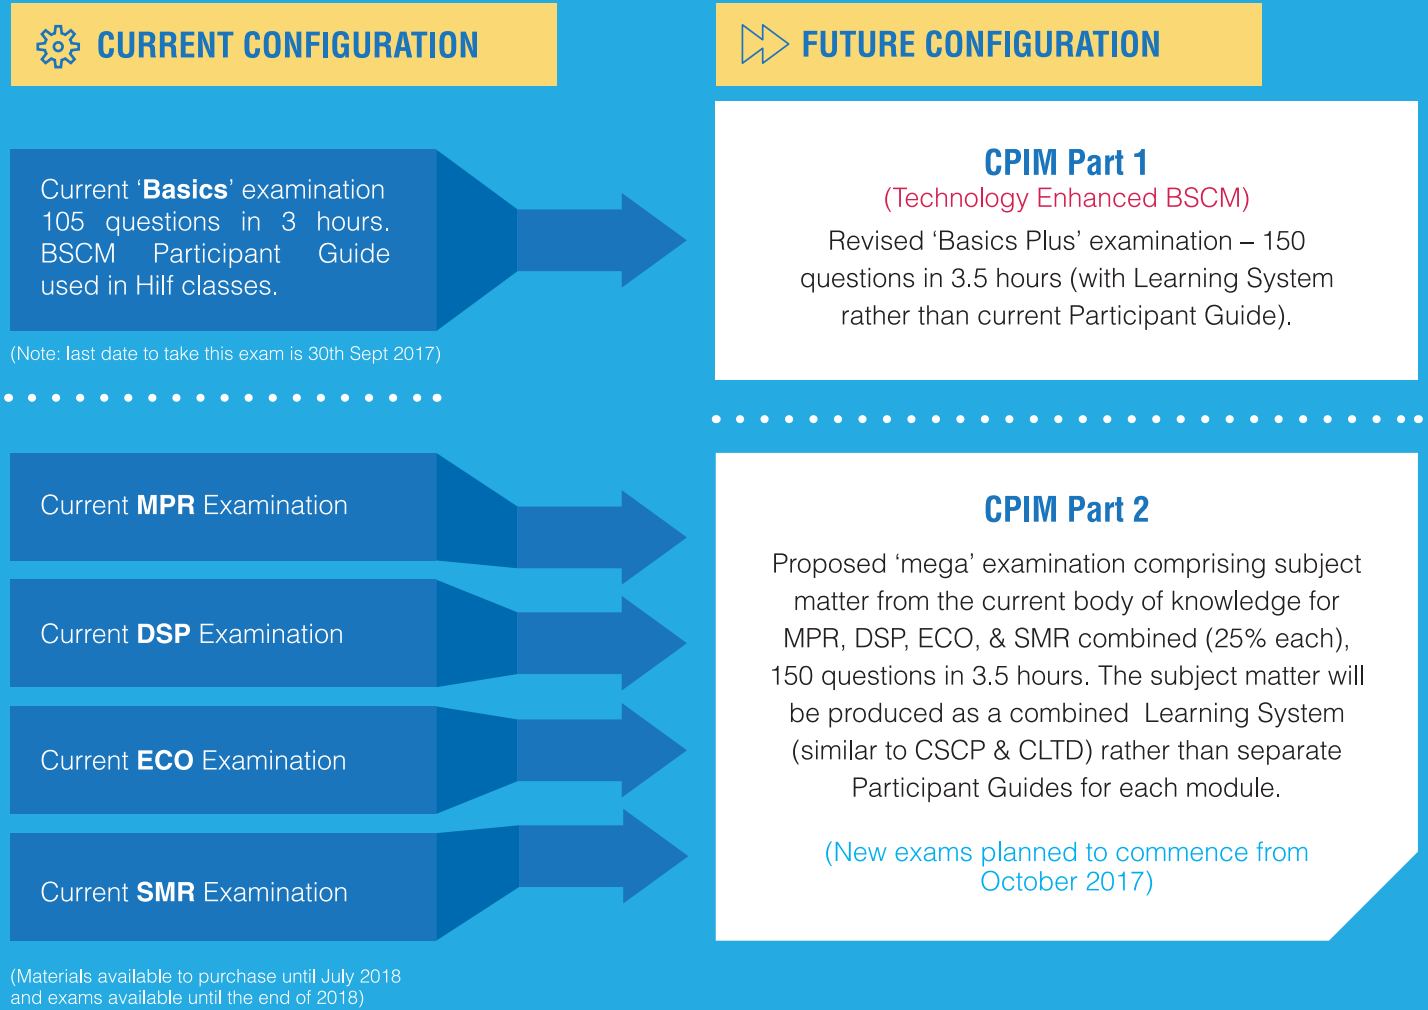 CURRENT CONFIGURATION
Current ‘Basics’ examination
105 questions in 3 hours.
BSCM Participant Guide
used in Hilf classes.
(Note: last date to take this exam is 30th Sept 2017)
Current MPR Examination
Current DSP Examination
Current ECO Examination
Current SMR Examination
(Materials available to purchase until July 2018
and exams available until the end of 2018)
FUTURE CONFIGURATION
CPIM Part 1
(Technology Enhanced BSCM)
Revised ‘Basics Plus’ examination – 150
questions in 3.5 hours (with Learning System
rather than current Participant Guide).
CPIM Part 2
Proposed ‘mega’ examination comprising subject
matter from the current body of knowledge for
MPR, DSP, ECO, & SMR combined (25% each),
150 questions in 3.5 hours. The subject matter will
be produced as a combined Learning System
(similar to CSCP & CLTD) rather than separate
Participant Guides for each module.
(New exams planned to commence from
October 2017)